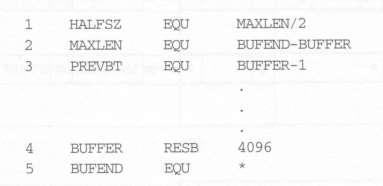 1 HALFSZ EQU MAXLEN/2
2 MAXLEN EQU BUFEND-BUFFER
3 PREVBT EQU BUFFER-1
.
.
.
4 BUFFER RESB 4096
5 BUFEND EQU *